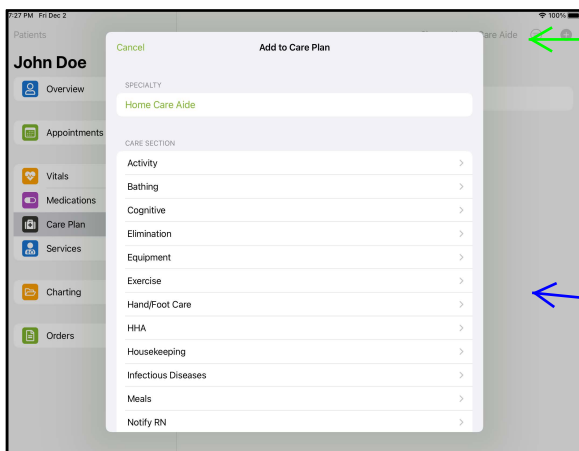 7:27 PM Fri Dec 2
100%
Patients
Care Aide
Cancel
Add to Care Plan
John Doe
SPECIALTY
Overview
Home Care Aide
Appointments
CARE SECTION
Activity
Vitals
Bathing
Medications
Cognitive
Care Plan
Elimination
Services
Equipment
Exercise
Charting
Hand/Foot Care
HHA
Orders
Housekeeping
Infectious Diseases
Meals
Notify RN